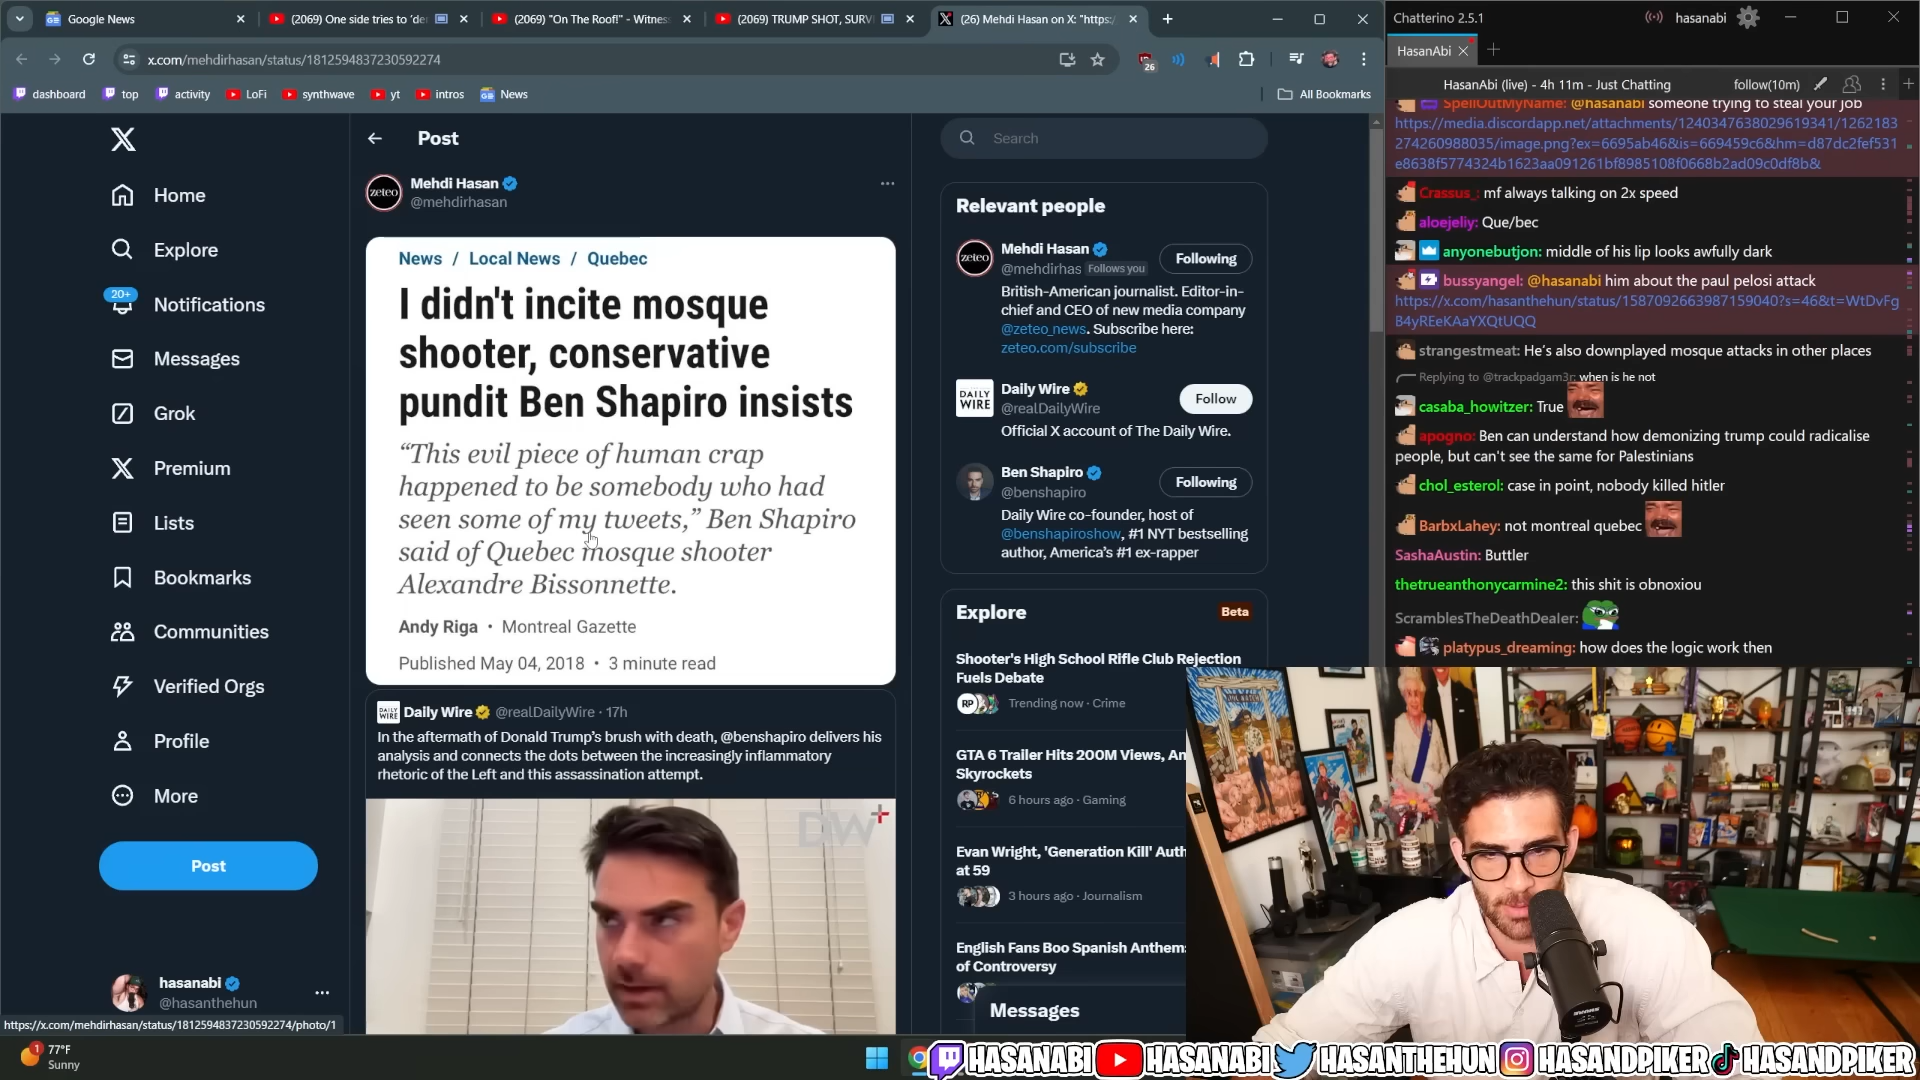 Google News
(2069) One side tries to 'de
(2069) "On The Roof!" - Witnes
(2069) TRUMP SHOT, SURV
(26) Mehdi Hasan on X: "https:/
x.com/mehdirhasan/status/1812594837230592274
26
dashboard
top
activity
LoFi
synthwave
yt
intros
News
All Bookmarks
Home
Explore
20+
Notifications
Messages
Grok
Premium
Lists
Bookmarks
Communities
Verified Orgs
Profile
More
Post
hasanabi
@hasanthehun
https://x.com/mehdirhasan/status/1812594837230592274/photo/1
Post
zeteo
Mehdi Hasan
@mehdirhasan
News / Local News / Quebec
I didn't incite mosque
shooter, conservative
pundit Ben Shapiro insists
“This evil piece of human crap
happened to be somebody who had
seen some of my tweets,” Ben Shapiro
said of Quebec mosque shooter
Alexandre Bissonnette.
Andy Riga • Montreal Gazette
Published May 04, 2018 • 3 minute read
DAILY WIRE
Daily Wire @realDailyWire · 17h
In the aftermath of Donald Trump’s brush with death, @benshapiro delivers his
analysis and connects the dots between the increasingly inflammatory
rhetoric of the Left and this assassination attempt.
DW+
Search
Relevant people
zeteo
Mehdi Hasan
@mehdirhas Follows you
Following
British-American journalist. Editor-in-
chief and CEO of new media company
@zeteo_news. Subscribe here:
zeteo.com/subscribe
DAILY
WIRE
Daily Wire
@realDailyWire
Follow
Official X account of The Daily Wire.
Ben Shapiro
@benshapiro
Following
Daily Wire co-founder, host of
@benshapiroshow, #1 NYT bestselling
author, America’s #1 ex-rapper
Explore
Beta
Shooter's High School Rifle Club Rejection
Fuels Debate
RP
Trending now · Crime
GTA 6 Trailer Hits 200M Views, An
Skyrockets
6 hours ago · Gaming
Evan Wright, 'Generation Kill' Auth
at 59
3 hours ago · Journalism
English Fans Boo Spanish Anthem
of Controversy
Messages
Chatterino 2.5.1
hasanabi
HasanAbi
HasanAbi (live) - 4h 11m - Just Chatting
follow(10m)
SpellOutMyName: @hasanabi someone trying to steal your job
https://media.discordapp.net/attachments/1240347638029619341/1262183
274260988035/image.png?ex=6695ab46&is=669459c6&hm=d87dc2fef531
e8638f5774324b1623aa091261bf8985108f0668b2ad09c0df8b&
Crassus_: mf always talking on 2x speed
aloejeliy: Que/bec
anyonebutjon: middle of his lip looks awfully dark
bussyangel: @hasanabi him about the paul pelosi attack
https://x.com/hasanthehun/status/1587092663987159040?s=46&t=WtDvFg
B4yREeKAaYXQtUQQ
strangestmeat: He’s also downplayed mosque attacks in other places
Replying to @trackpadgam3r: when is he not
casaba_howitzer: True
apogno: Ben can understand how demonizing trump could radicalise
people, but can't see the same for Palestinians
chol_esterol: case in point, nobody killed hitler
BarbxLahey: not montreal quebec
SashaAustin: Buttler
thetrueanthonycarmine2: this shit is obnoxiou
ScramblesTheDeathDealer:
platypus_dreaming: how does the logic work then
1
77°F
Sunny
HASANABI
HASANABI
HASANTHEHUN
HASANDPIKER
HASANDPIKER